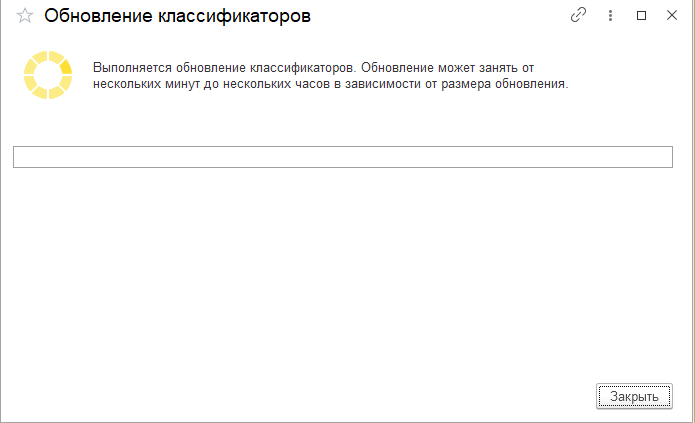 Обновление классификаторов
Выполняется обновление классификаторов. Обновление может занять от
нескольких минут до нескольких часов в зависимости от размера обновления.
Закрыть